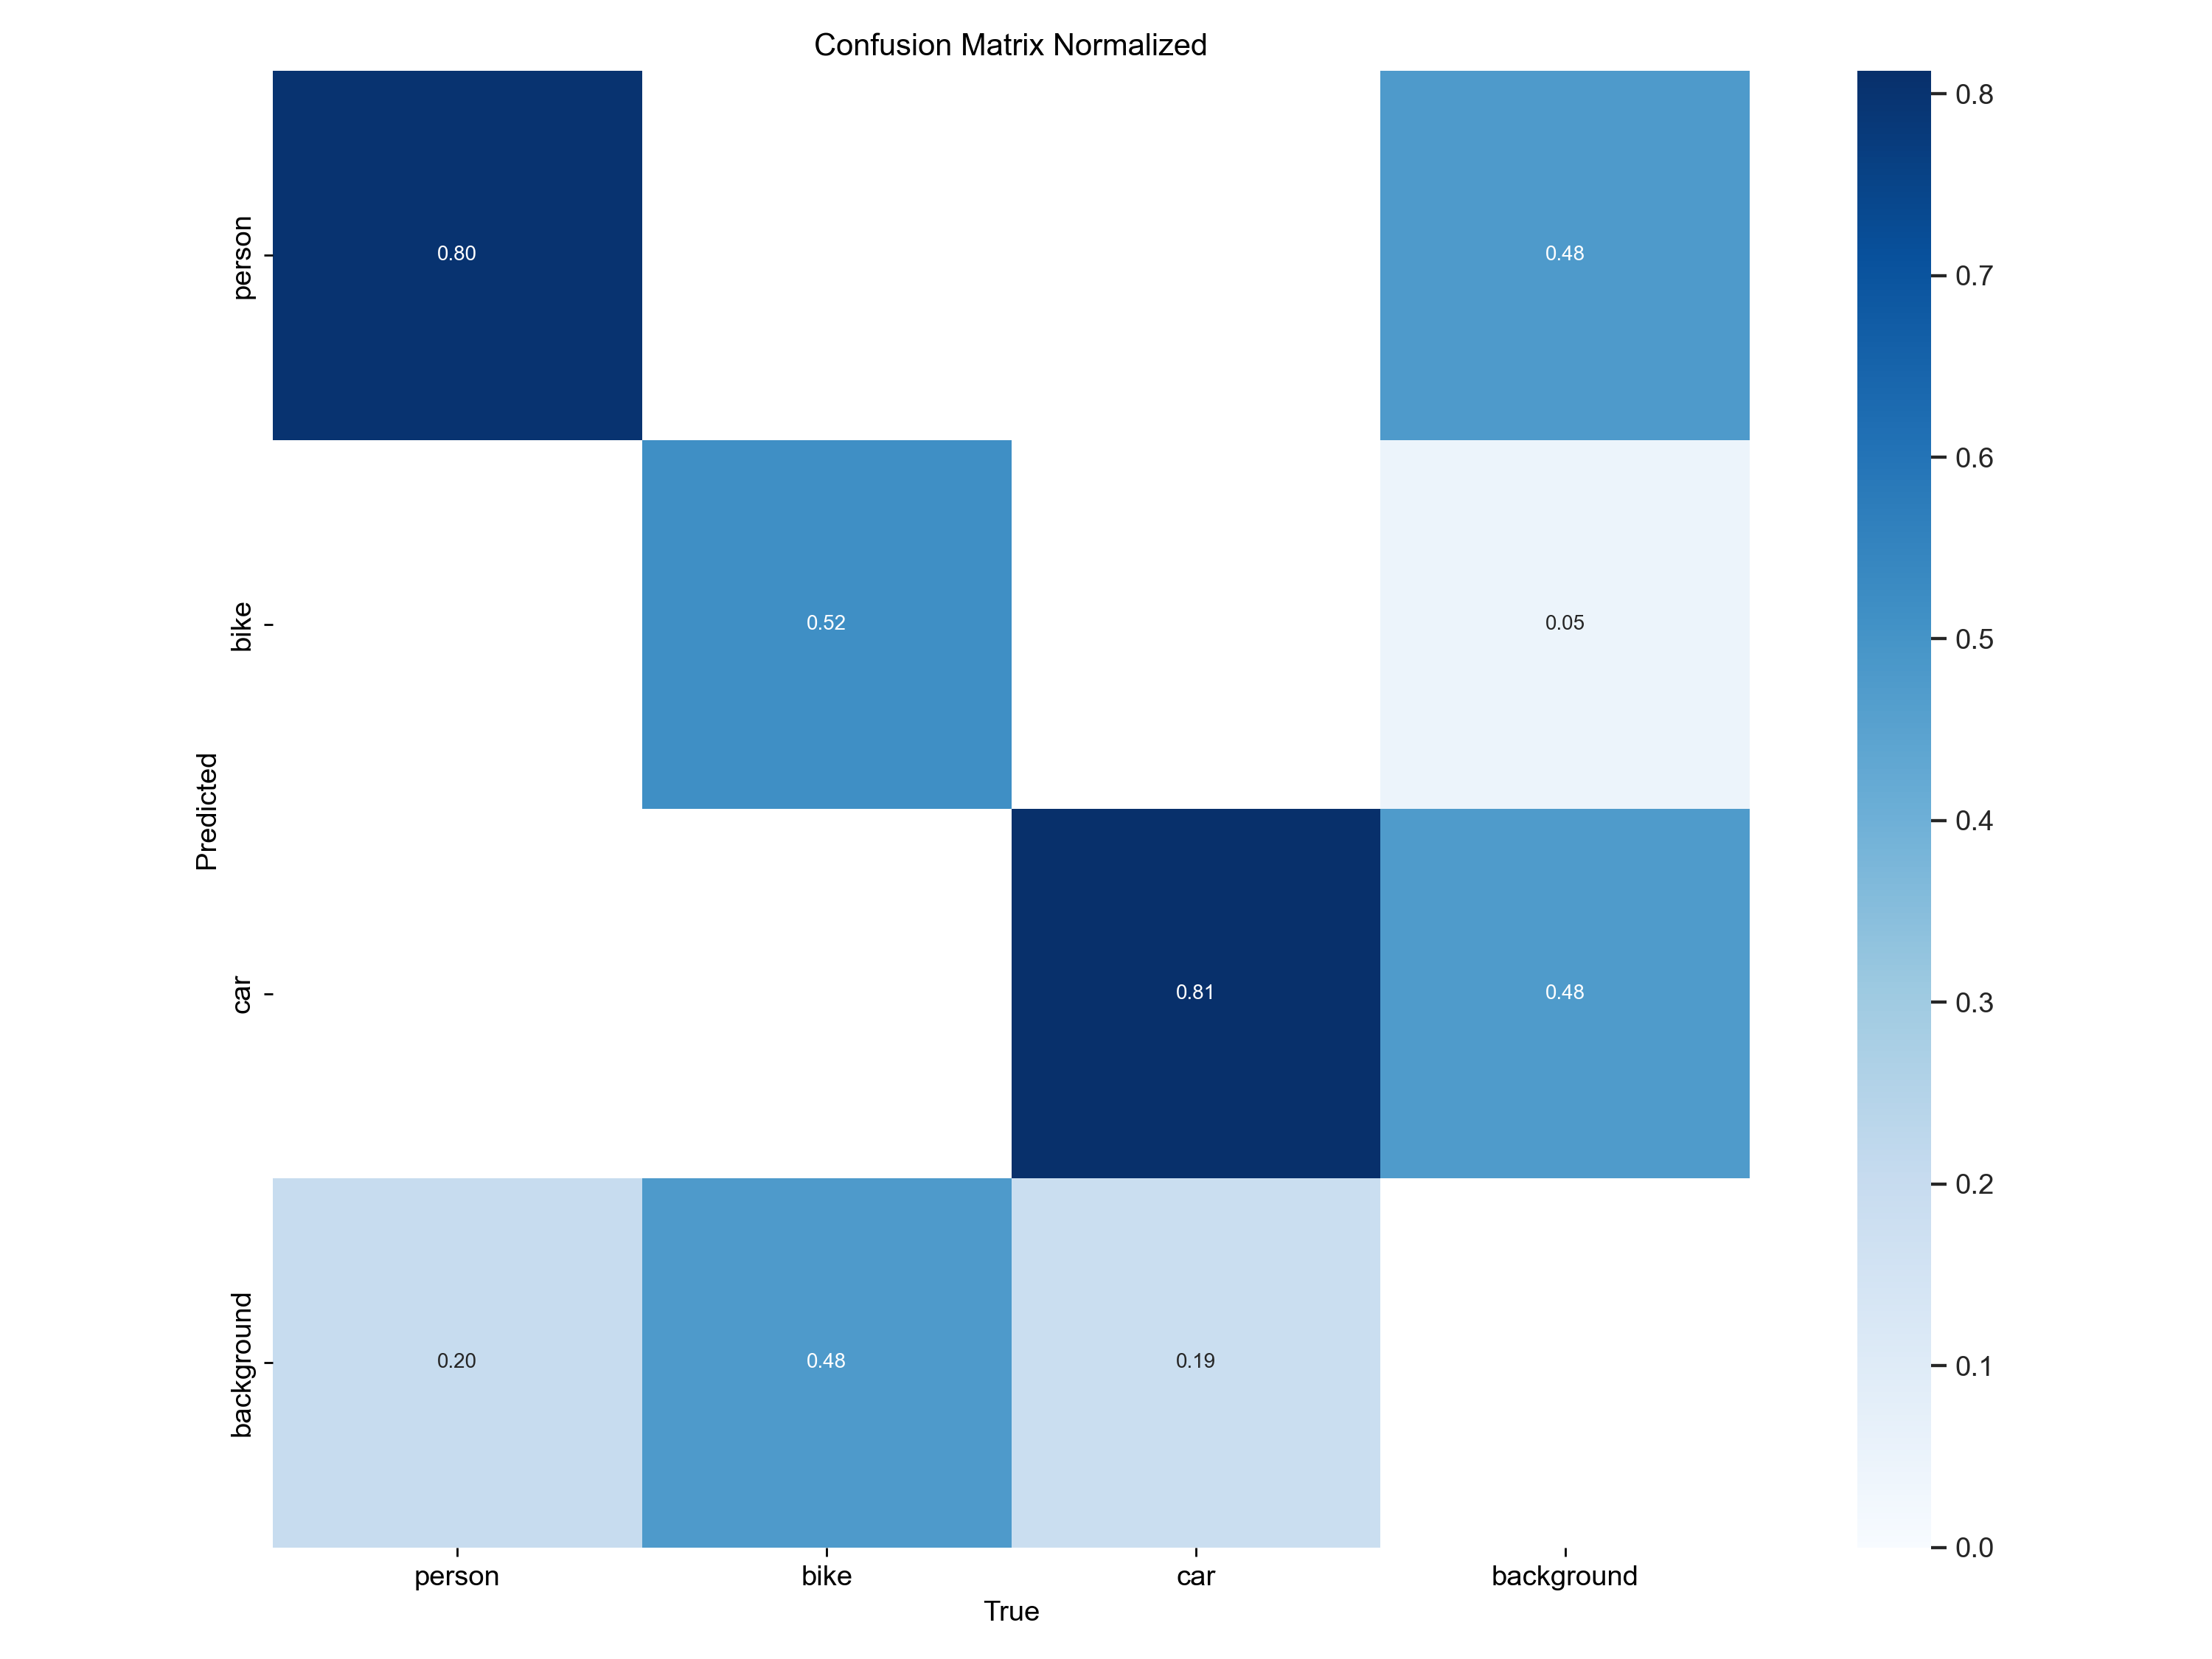 Confusion Matrix Normalized
person
0.80
0.48
bike
0.52
0.05
car
0.81
0.48
background
0.20
0.48
0.19
Predicted
person
bike
car
background
True
0.8
0.7
0.6
0.5
0.4
0.3
0.2
0.1
0.0